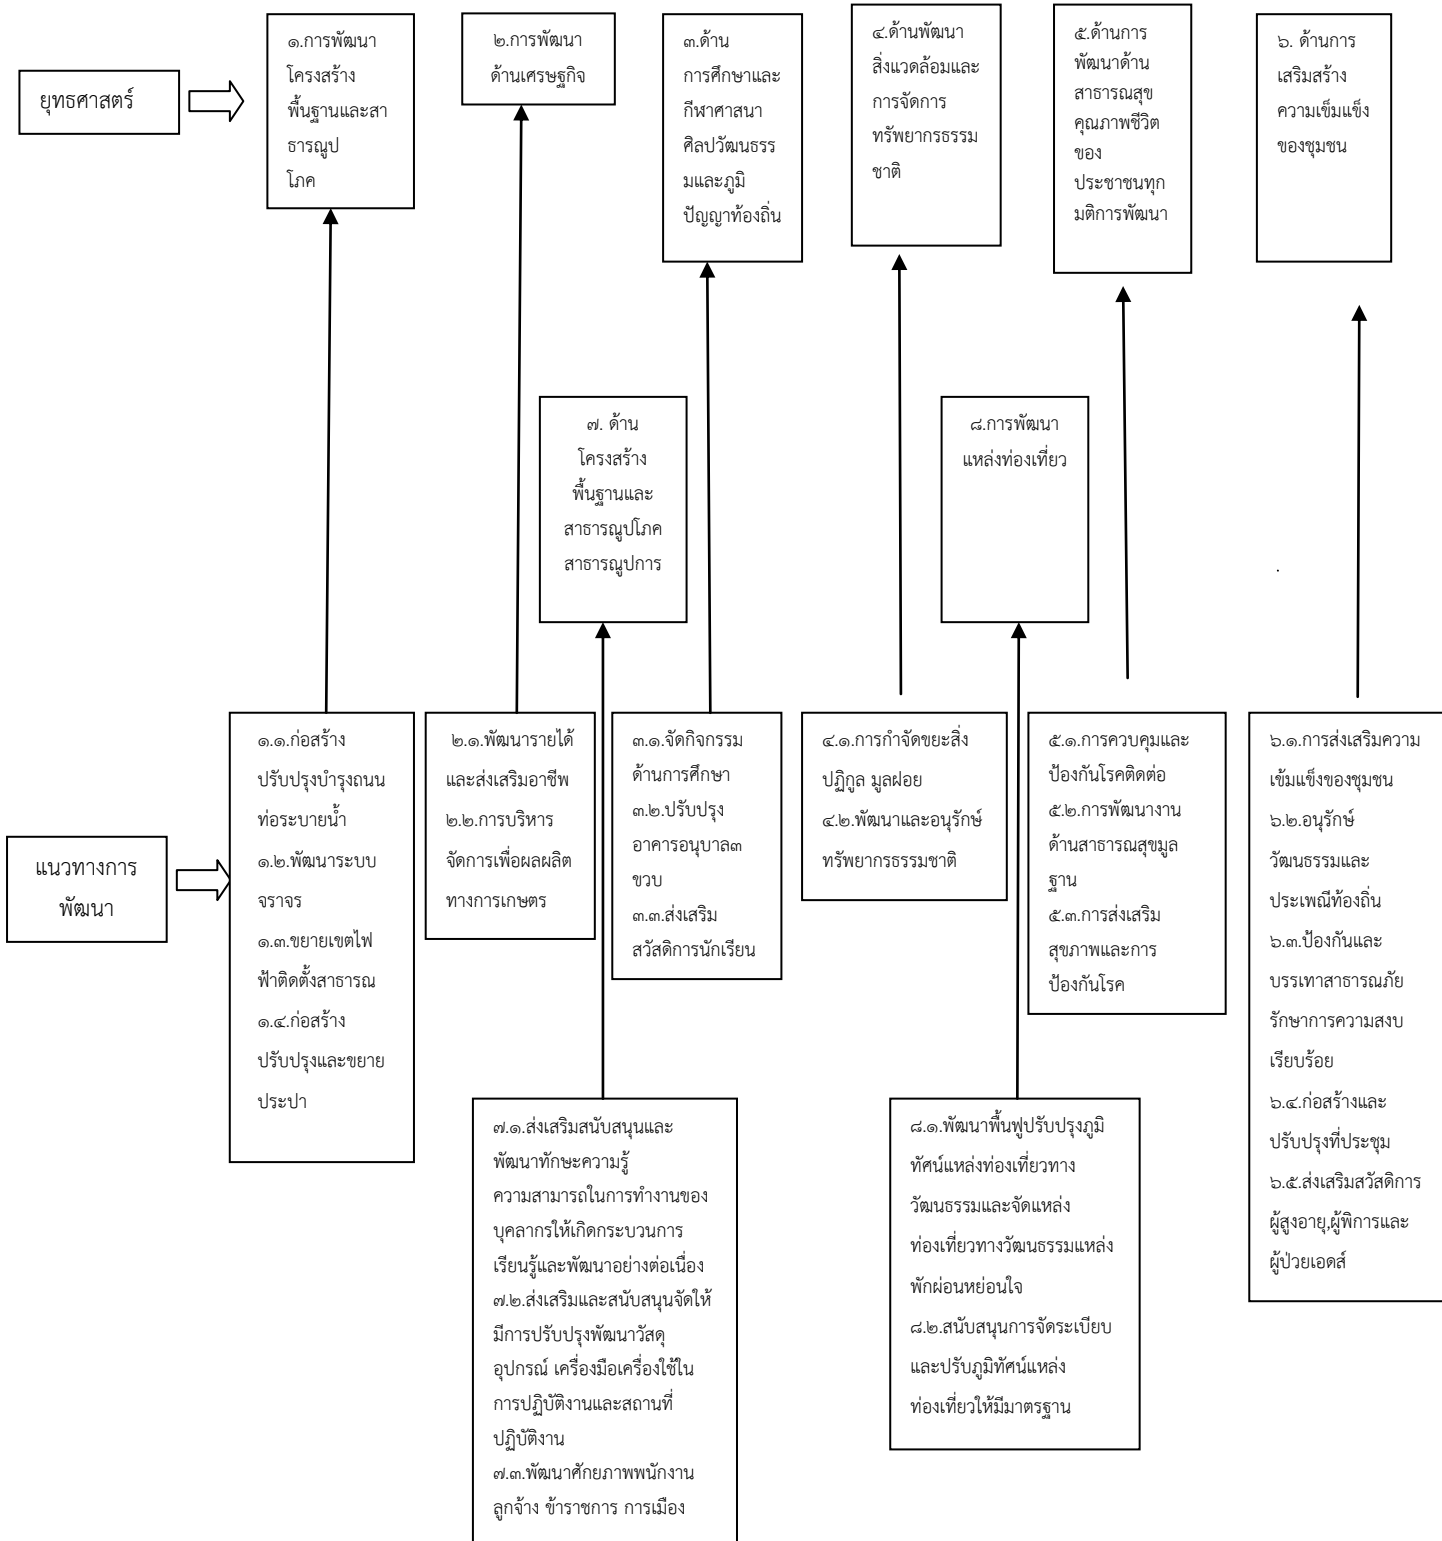 ยุทธศาสตร์
๑.การพัฒนา
โครงสร้าง
พื้นฐานและสา
ธารณูป
โภค
๒.การพัฒนา
ด้านเศรษฐกิจ
๓.ด้าน
การศึกษาและ
กีฬาศาสนา
ศิลปวัฒนธรร
มและภูมิ
ปัญญาท้องถิ่น
๔.ด้านพัฒนา
สิ่งแวดล้อมและ
การจัดการ
ทรัพยากรธรรม
ชาติ
๕.ด้านการ
พัฒนาด้าน
สาธารณสุข
คุณภาพชีวิต
ของ
ประชาชนทุก
มติการพัฒนา
๖. ด้านการ
เสริมสร้าง
ความเข็มแข็ง
ของชุมชน
๗. ด้าน
โครงสร้าง
พื้นฐานและ
สาธารณูปโภค
สาธารณูปการ
๘.การพัฒนา
แหล่งท่องเที่ยว
แนวทางการ
พัฒนา
๑.๑.ก่อสร้าง
ปรับปรุงบำรุงถนน
ท่อระบายน้ำ
๑.๒.พัฒนาระบบ
จราจร
๑.๓.ขยายเขตไฟ
ฟ้าติดตั้งสาธารณ
๑.๔.ก่อสร้าง
ปรับปรุงและขยาย
ประปา
๒.๑.พัฒนารายได้
และส่งเสริมอาชีพ
๒.๒.การบริหาร
จัดการเพื่อผลผลิต
ทางการเกษตร
๓.๑.จัดกิจกรรม
ด้านการศึกษา
๓.๒.ปรับปรุง
อาคารอนุบาล๓
ขวบ
๓.๓.ส่งเสริม
สวัสดิการนักเรียน
๔.๑.การกำจัดขยะสิ่ง
ปฏิกูล มูลฝอย
๔.๒.พัฒนาและอนุรักษ์
ทรัพยากรธรรมชาติ
๕.๑.การควบคุมและ
ป้องกันโรคติดต่อ
๕.๒.การพัฒนางาน
ด้านสาธารณสุขมูล
ฐาน
๕.๓.การส่งเสริม
สุขภาพและการ
ป้องกันโรค
๖.๑.การส่งเสริมความ
เข้มแข็งของชุมชน
๖.๒.อนุรักษ์
วัฒนธรรมและ
ประเพณีท้องถิ่น
๖.๓.ป้องกันและ
บรรเทาสาธารณภัย
รักษาการความสงบ
เรียบร้อย
๖.๔.ก่อสร้างและ
ปรับปรุงที่ประชุม
๖.๕.ส่งเสริมสวัสดิการ
ผู้สูงอายุ,ผู้พิการและ
ผู้ป่วยเอดส์
๗.๑.ส่งเสริมสนับสนุนและ
พัฒนาทักษะความรู้
ความสามารถในการทำงานของ
บุคลากรให้เกิดกระบวนการ
เรียนรู้และพัฒนาอย่างต่อเนื่อง
๗.๒.ส่งเสริมและสนับสนุนจัดให้
มีการปรับปรุงพัฒนาวัสดุ
อุปกรณ์ เครื่องมือเครื่องใช้ใน
การปฏิบัติงานและสถานที่
ปฏิบัติงาน
๗.๓.พัฒนาศักยภาพพนักงาน
ลูกจ้าง ข้าราชการ การเมือง
๘.๑.พัฒนาพื้นฟูปรับปรุงภูมิ
ทัศน์แหล่งท่องเที่ยวทาง
วัฒนธรรมและจัดแหล่ง
ท่องเที่ยวทางวัฒนธรรมแหล่ง
พักผ่อนหย่อนใจ
๘.๒.สนับสนุนการจัดระเบียบ
และปรับภูมิทัศน์แหล่ง
ท่องเที่ยวให้มีมาตรฐาน